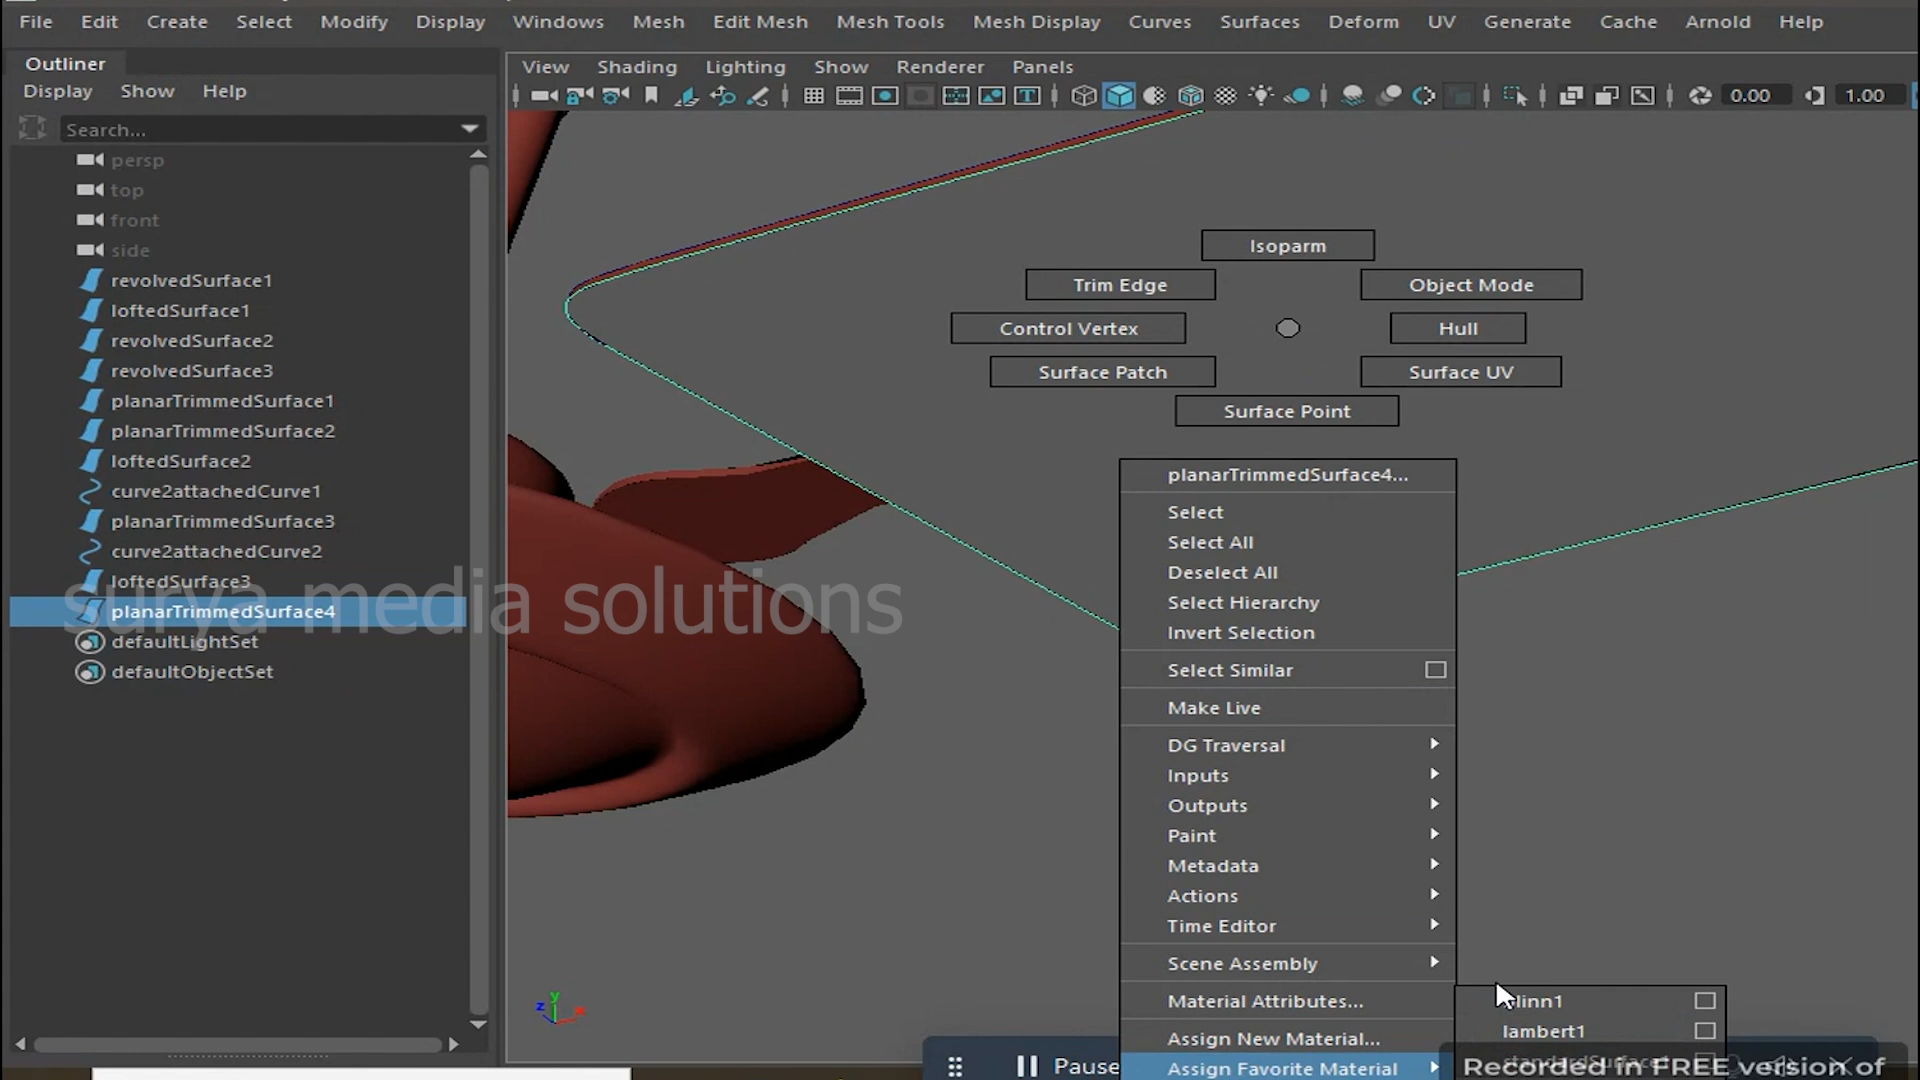 File Edit Create Select Modify Display Windows Mesh Edit Mesh Mesh Tools Mesh Display Curves Surfaces Deform UV Generate Cache Arnold Help
Outliner
Display Show Help
Search...
persp
top
front
side
revolvedSurface1
loftedSurface1
revolvedSurface2
revolvedSurface3
planarTrimmedSurface1
planarTrimmedSurface2
loftedSurface2
curve2attachedCurve1
planarTrimmedSurface3
curve2attachedCurve2
loftedSurface3
planarTrimmedSurface4
defaultLightSet
defaultObjectSet
surya media solutions
View Shading Lighting Show Renderer Panels
0.00 1.00
Isoparm
Trim Edge Object Mode
Control Vertex Hull
Surface Patch Surface UV
Surface Point
planarTrimmedSurface4...
Select
Select All
Deselect All
Select Hierarchy
Invert Selection
Select Similar
Make Live
DG Traversal
Inputs
Outputs
Paint
Metadata
Actions
Time Editor
Scene Assembly
Material Attributes...
Assign New Material...
Assign Favorite Material
lambert1
y
z
Pause
Recorded in FREE version of